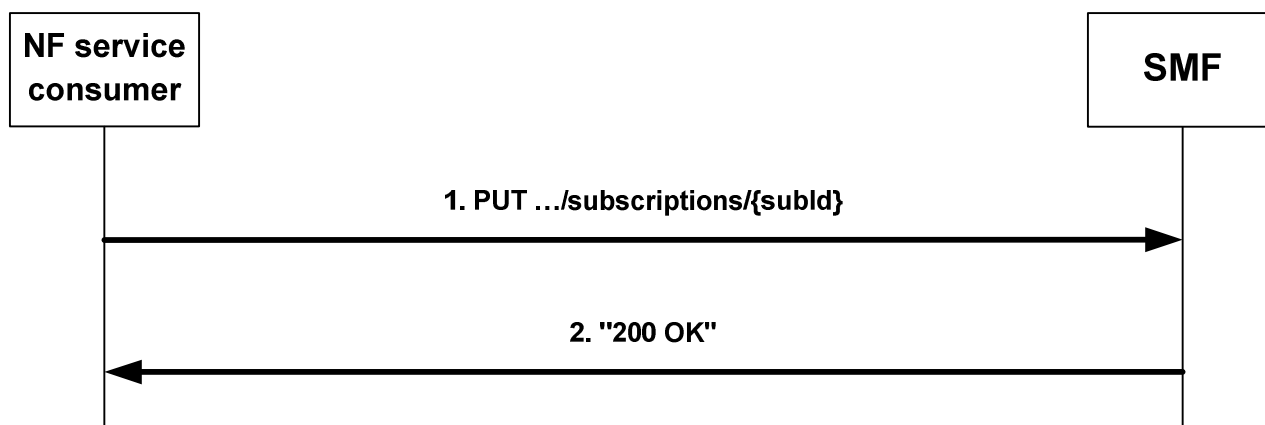 NF service
consumer
SMF
1. PUT …/subscriptions/{subId}
2. "200 OK"